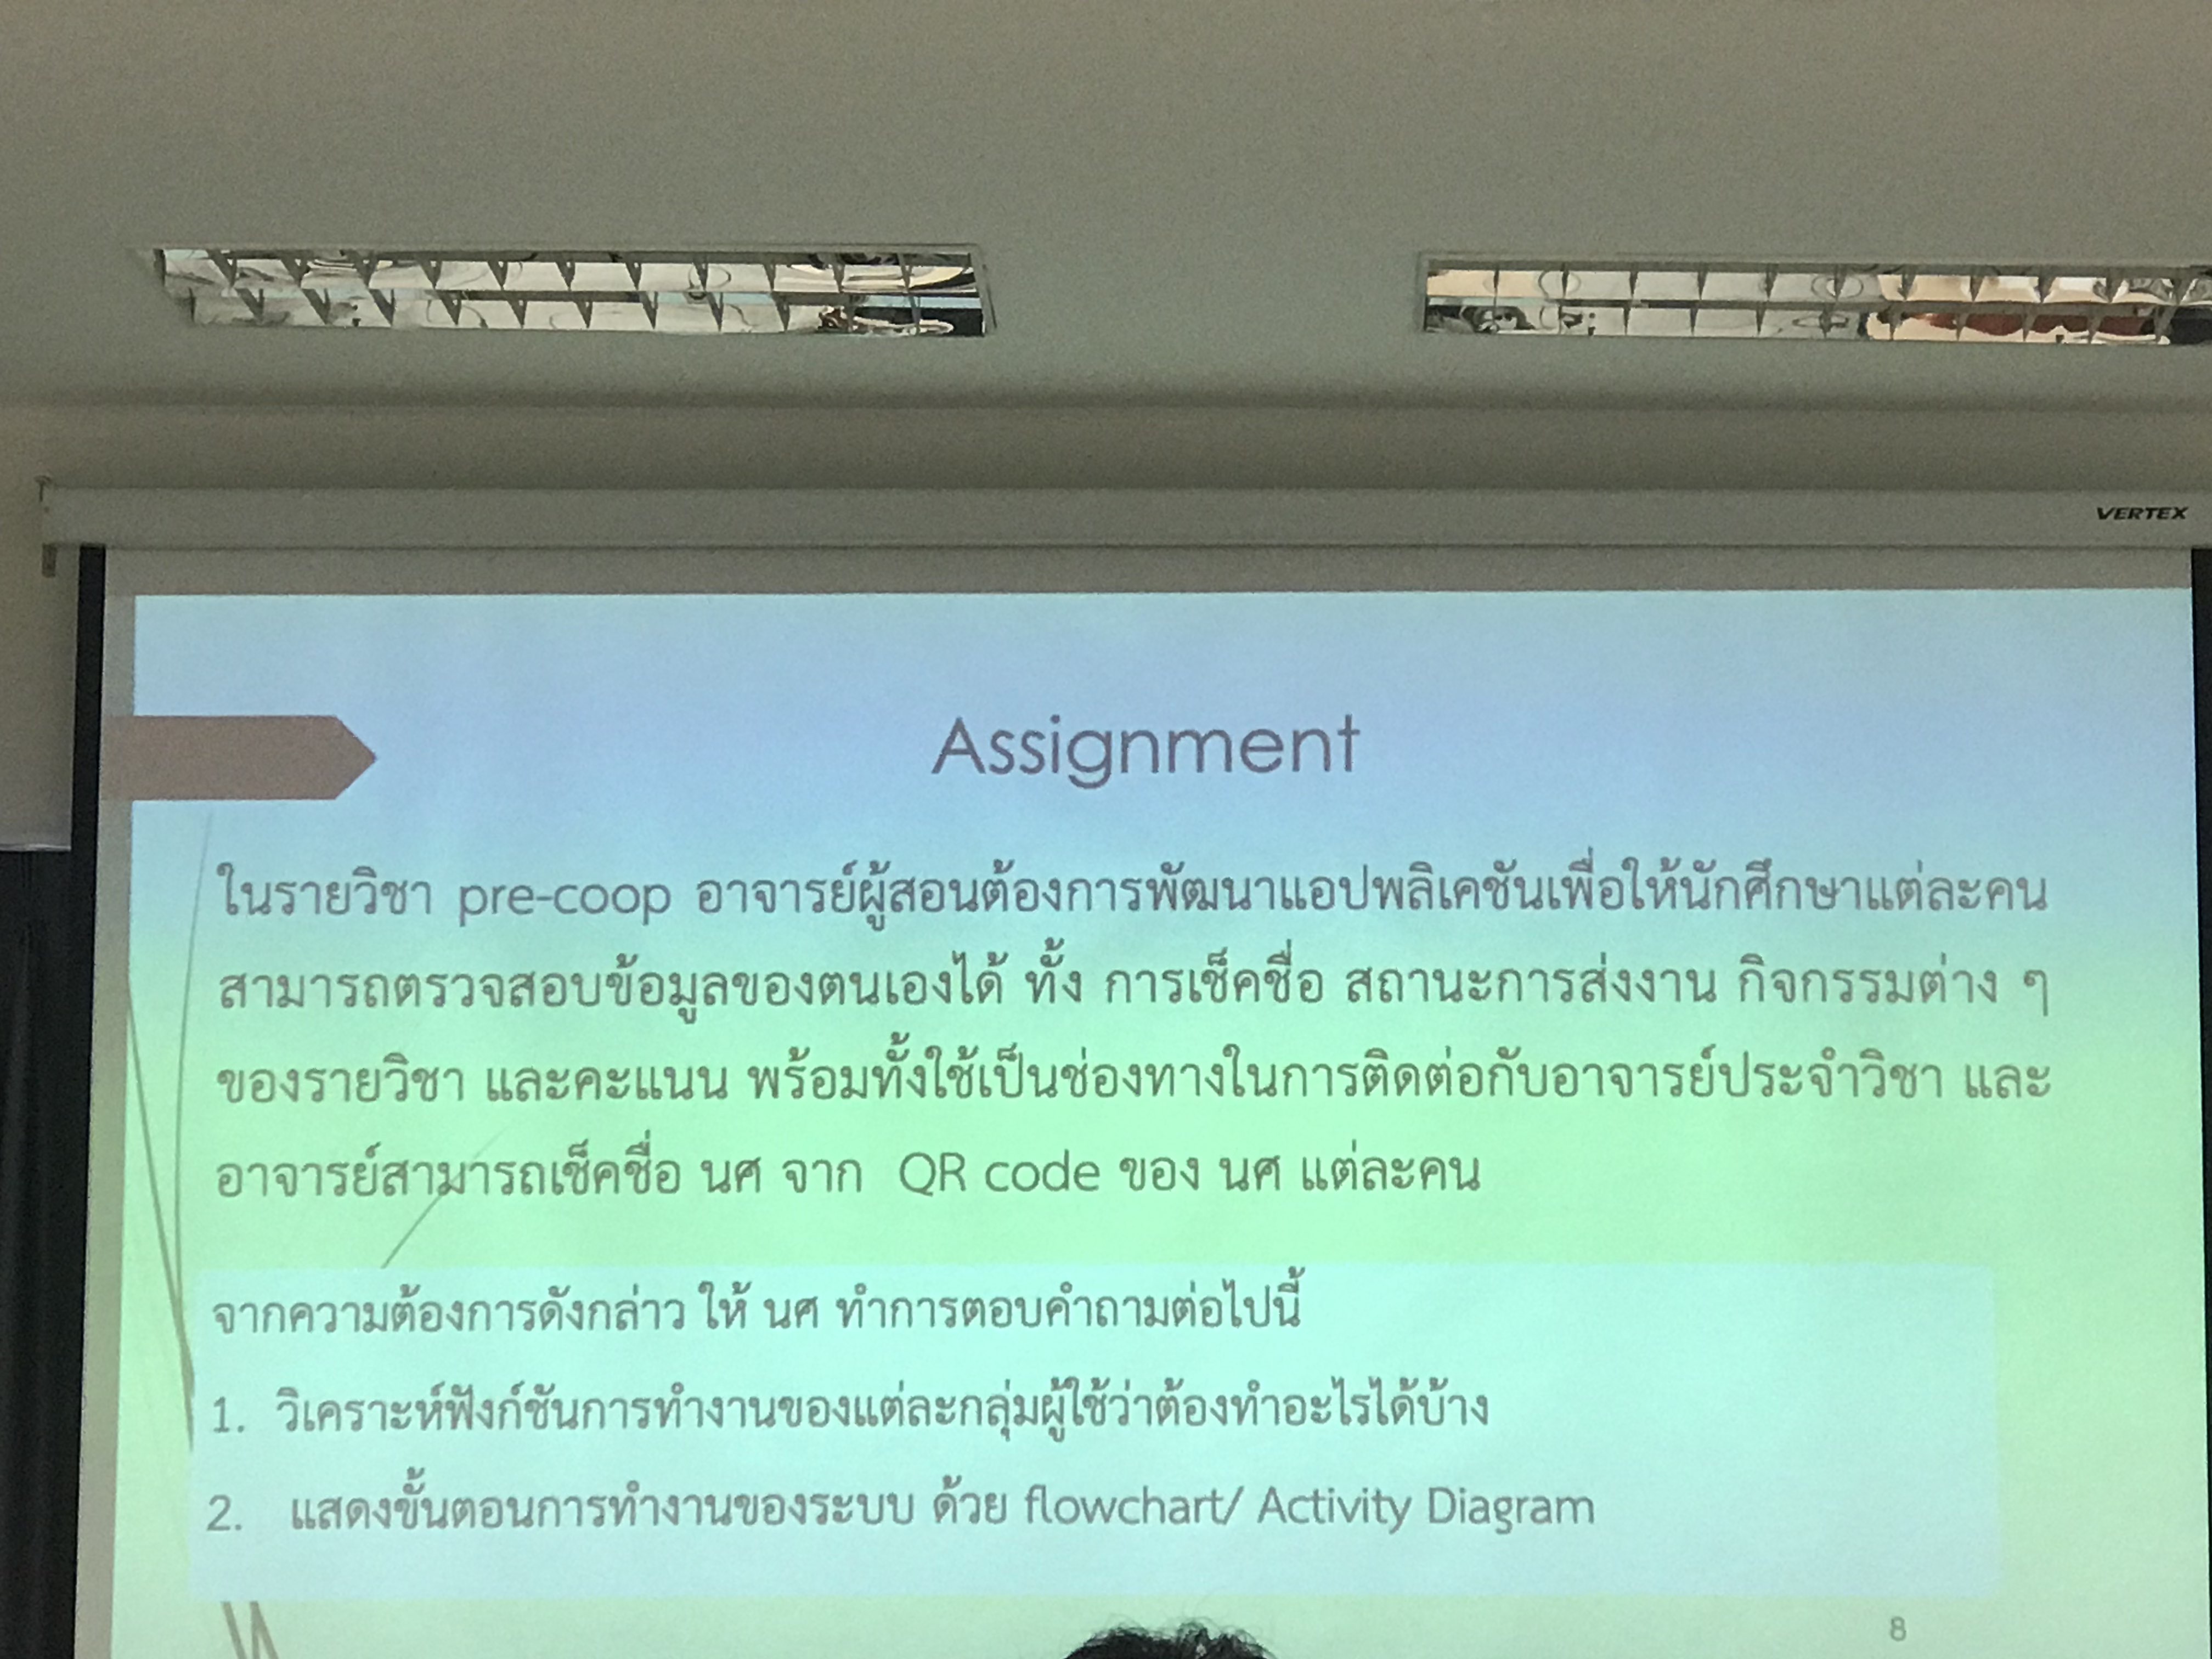 VERTEX
Assignment
ในรายวิชา pre-coop อาจารย์ผู้สอนต้องการพัฒนาแอปพลิเคชันเพื่อให้นักศึกษาแต่ละคน
สามารถตรวจสอบข้อมูลของตนเองได้ ทั้ง การเช็คชื่อ สถานะการส่งงาน กิจกรรมต่าง ๆ
ของรายวิชา และคะแนน พร้อมทั้งใช้เป็นช่องทางในการติดต่อกับอาจารย์ประจำวิชา และ
อาจารย์สามารถเช็คชื่อ นศ จาก QR code ของ นศ แต่ละคน
จากความต้องการดังกล่าว ให้ นศ ทำการตอบคำถามต่อไปนี้
1. วิเคราะห์ฟังก์ชันการทำงานของแต่ละกลุ่มผู้ใช้ว่าต้องทำอะไรได้บ้าง
2. แสดงขั้นตอนการทำงานของระบบ ด้วย flowchart/ Activity Diagram
8